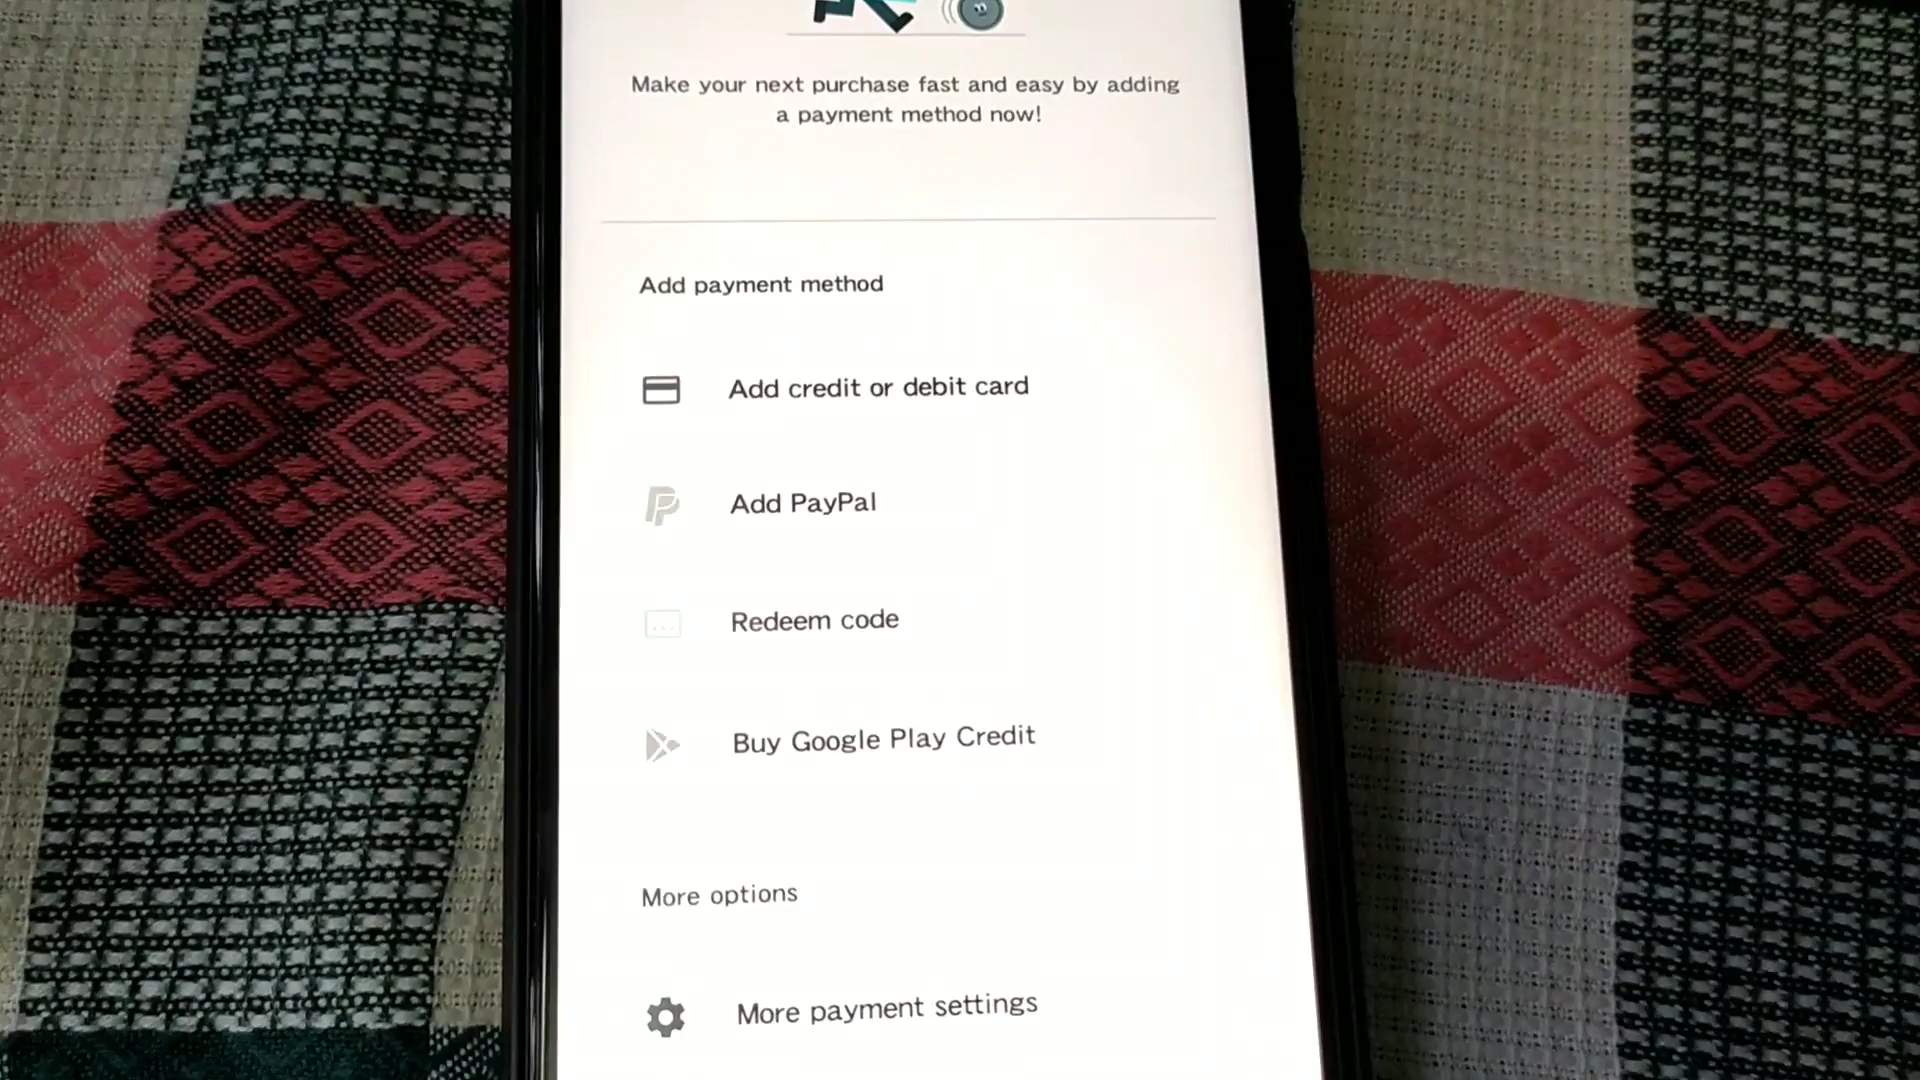 Make your next purchase fast and easy by adding
a payment method now!
Add payment method
Add credit or debit card
Add PayPal
Redeem code
Buy Google Play Credit
More options
More payment settings